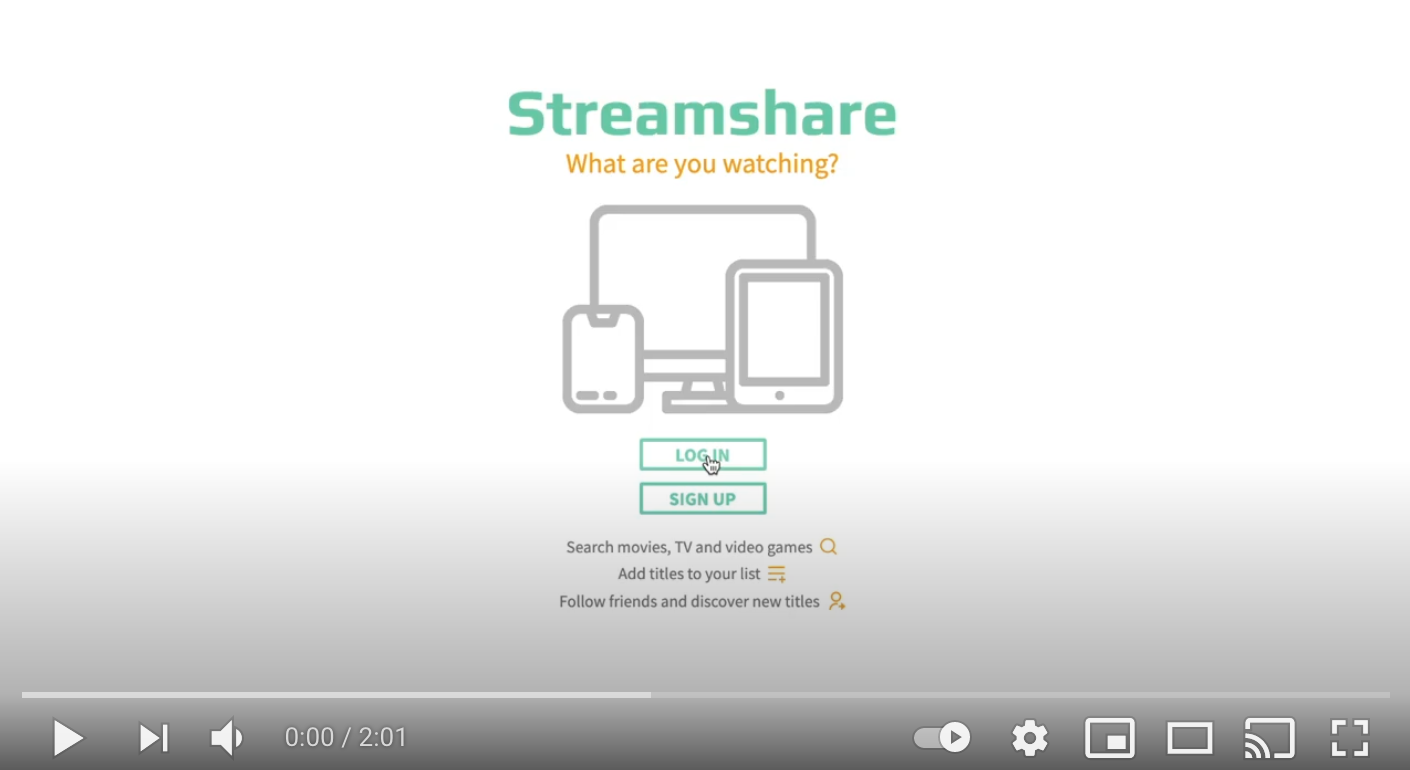 Streamshare
What are you watching?
LOG IN
SIGN UP
Search movies, TV and video games
Add titles to your list
Follow friends and discover new titles
0:00 / 2:01